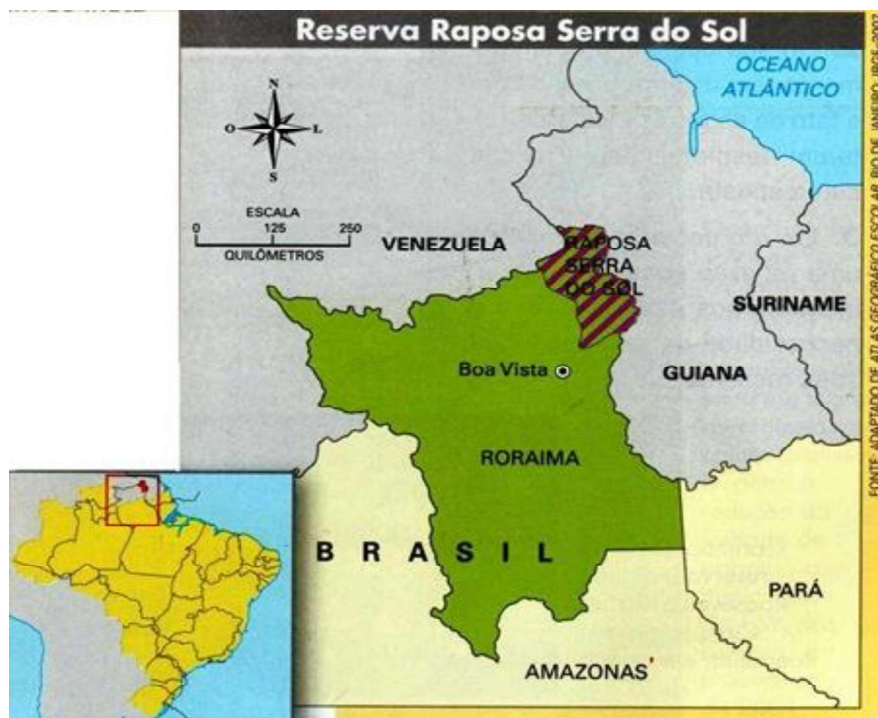 Reserva Raposa Serra do Sol
OCEANO
ATLÂNTICO
N
O
L
S
ESCALA
0 125 250
QUILÔMETROS
VENEZUELA
RAPOSA
SERRA
DO SOL
SURINAME
Boa Vista
GUIANA
RORAIMA
BRASIL
PARÁ
AMAZONAS
FONTE: ADAPTADO DE ATLAS GEOGRÁFICO ESCOLAR. RIO DE JANEIRO, IBGE-2007